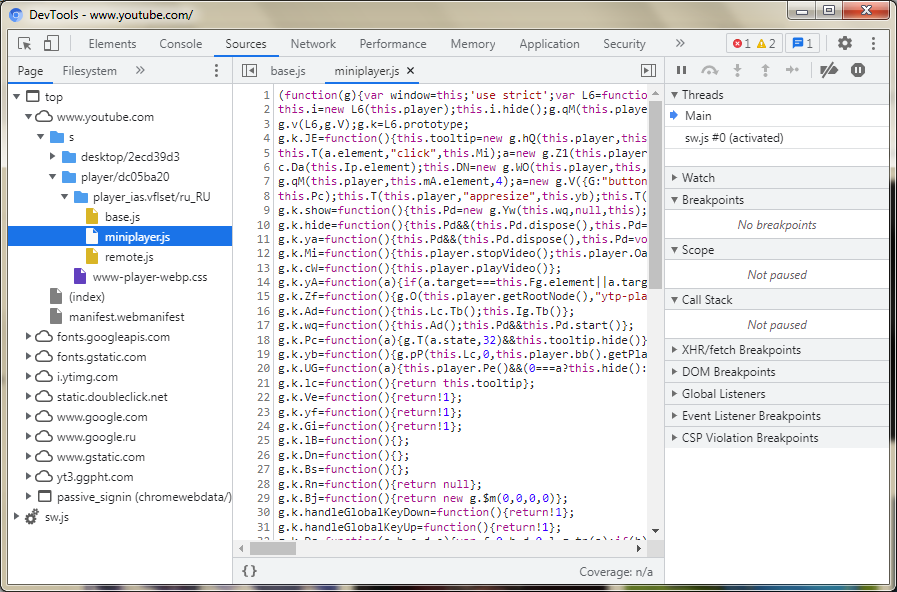 DevTools - www.youtube.com/
Elements Console Sources Network Performance Memory Application Security » 1 2 1
Page Filesystem »
base.js miniplayer.js ×
top
www.youtube.com
s
desktop/2ecd39d3
player/dc05ba20
player_ias.vflset/ru_RU
base.js
miniplayer.js
remote.js
www-player-webp.css
(index)
manifest.webmanifest
fonts.googleapis.com
fonts.gstatic.com
i.ytimg.com
static.doubleclick.net
www.google.com
www.google.ru
www.gstatic.com
yt3.ggpht.com
passive_signin (chromewebdata/)
sw.js
1 (function(g){var window=this;'use strict';var L6=functio
2 this.i=new L6(this.player);this.i.hide();g.qM(this.playe
3 g.v(L6,g.V);g.k=L6.prototype;
4 g.k.JE=function(){this.tooltip=new g.hQ(this.player,this
5 this.T(a.element,"click",this.Mi);a=new g.Z1(this.player
6 c.Da(this.Ip.element);this.DN=new g.WO(this.player,this,
7 g.qM(this.player,this.mA.element,4);a=new g.V({G:"button
8 this.Pc);this.T(this.player,"appresize",this.yb);this.T(
9 g.k.show=function(){this.Pd=new g.Yw(this.wq,null,this);
10 g.k.hide=function(){this.Pd&&(this.Pd.dispose(),this.Pd=
11 g.k.ya=function(){this.Pd&&(this.Pd.dispose(),this.Pd=vo
12 g.k.Mi=function(){this.player.stopVideo();this.player.Oa
13 g.k.cW=function(){this.player.playVideo()};
14 g.k.yA=function(a){if(a.target===this.Fg.element||a.targ
15 g.k.Zf=function(){g.O(this.player.getRootNode(),"ytp-pla
16 g.k.Ad=function(){this.Lc.Tb();this.Ig.Tb()};
17 g.k.wq=function(){this.Ad();this.Pd&&this.Pd.start()};
18 g.k.Pc=function(a){g.T(a.state,32)&&this.tooltip.hide()}
19 g.k.yb=function(){g.pP(this.Lc,0,this.player.bb().getPla
20 g.k.UG=function(a){this.player.Pe()&&(0===a?this.hide():
21 g.k.lc=function(){return this.tooltip};
22 g.k.Ve=function(){return!1};
23 g.k.yf=function(){return!1};
24 g.k.Gi=function(){return!1};
25 g.k.lB=function(){};
26 g.k.Dn=function(){};
27 g.k.Bs=function(){};
28 g.k.Rn=function(){return null};
29 g.k.Bj=function(){return new g.$m(0,0,0,0)};
30 g.k.handleGlobalKeyDown=function(){return!1};
31 g.k.handleGlobalKeyUp=function(){return!1};
{} Coverage: n/a
Threads
Main
sw.js #0 (activated)
Watch
Breakpoints
No breakpoints
Scope
Not paused
Call Stack
Not paused
XHR/fetch Breakpoints
DOM Breakpoints
Global Listeners
Event Listener Breakpoints
CSP Violation Breakpoints